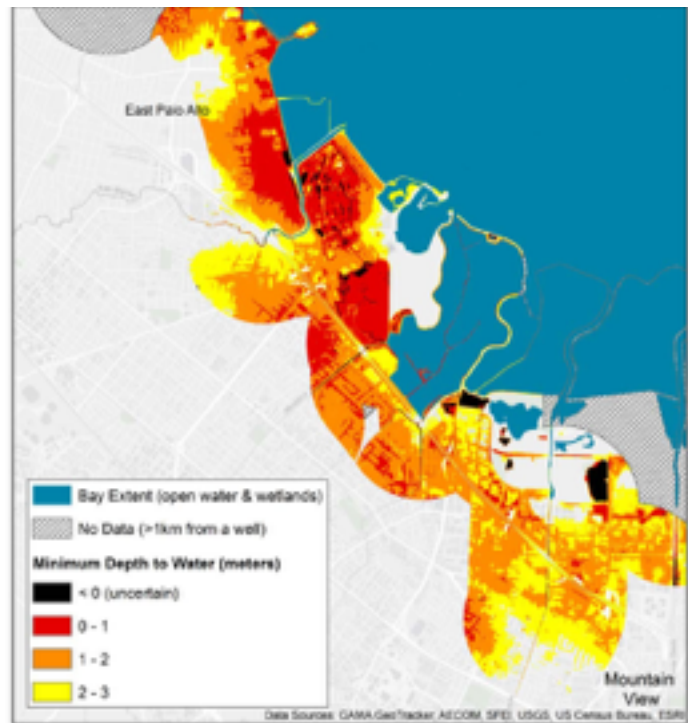 East Palo Alto
Bay Extent (open water & wetlands)
No Data (>1km from a well)
Minimum Depth to Water (meters)
< 0 (uncertain)
0 - 1
1 - 2
2 - 3
Mountain
View
Data Sources: GAMA GeoTracker, AECOM, SFEI, USGS, US Census Bureau, ESRI